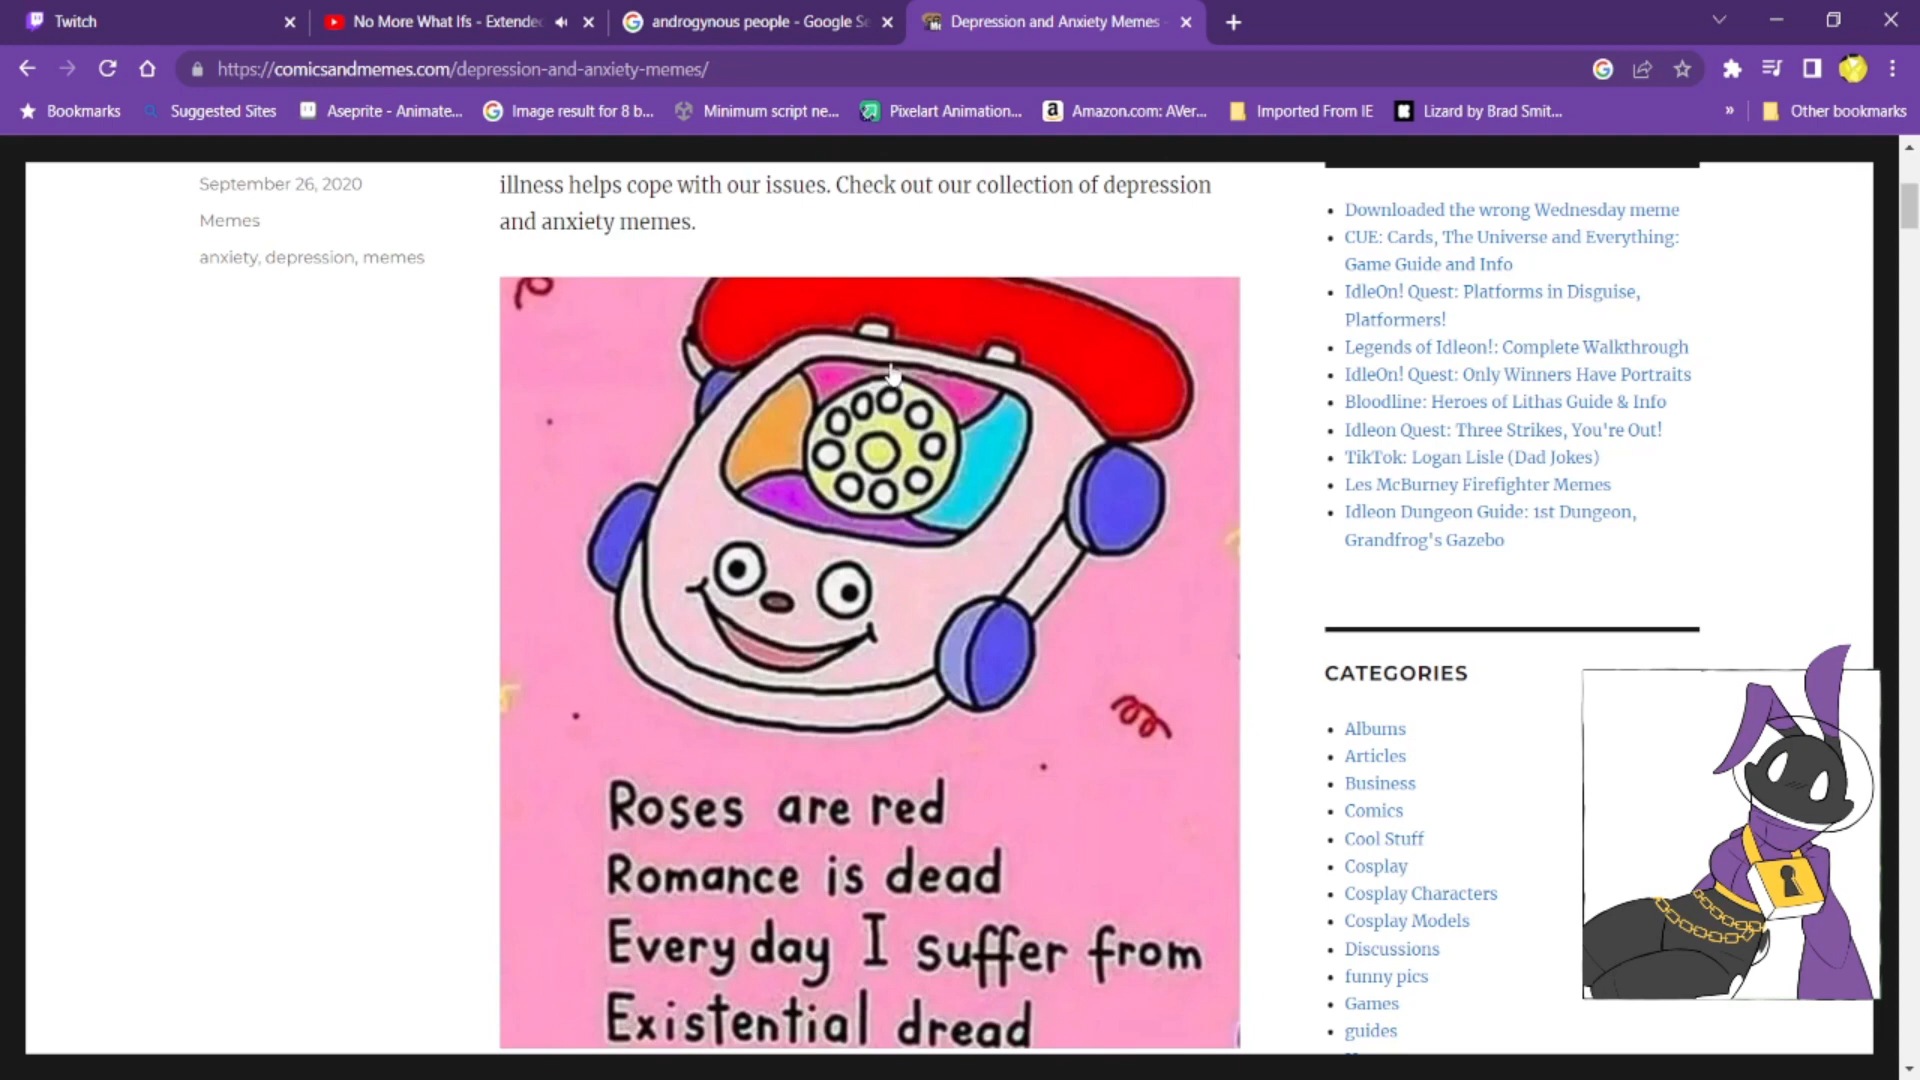 Twitch
No More What Ifs - Extende
androgynous people - Google Se
Depression and Anxiety Memes -
https://comicsandmemes.com/depression-and-anxiety-memes/
Bookmarks
Suggested Sites
Aseprite - Animate...
Image result for 8 b...
Minimum script ne...
Pixelart Animation...
Amazon.com: AVer...
Imported From IE
Lizard by Brad Smit...
»
Other bookmarks
September 26, 2020
Memes
anxiety, depression, memes
illness helps cope with our issues. Check out our collection of depression
and anxiety memes.
Roses are red
Romance is dead
Every day I suffer from
Existential dread
Downloaded the wrong Wednesday meme
CUE: Cards, The Universe and Everything:
Game Guide and Info
IdleOn! Quest: Platforms in Disguise,
Platformers!
Legends of Idleon!: Complete Walkthrough
IdleOn! Quest: Only Winners Have Portraits
Bloodline: Heroes of Lithas Guide & Info
Idleon Quest: Three Strikes, You're Out!
TikTok: Logan Lisle (Dad Jokes)
Les McBurney Firefighter Memes
Idleon Dungeon Guide: 1st Dungeon,
Grandfrog's Gazebo
CATEGORIES
Albums
Articles
Business
Comics
Cool Stuff
Cosplay
Cosplay Characters
Cosplay Models
Discussions
funny pics
Games
guides